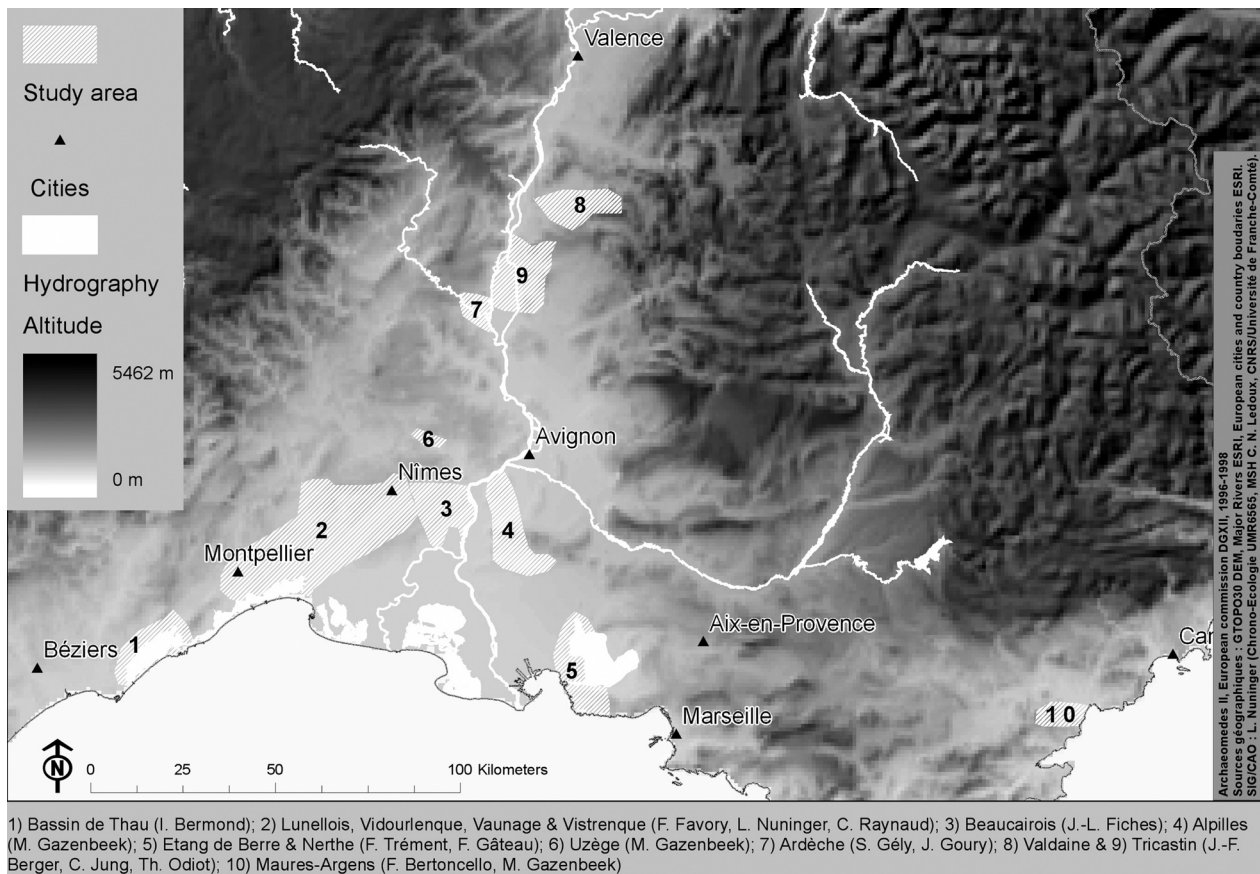 Study area
Cities
Hydrography
Altitude
5462 m
0 m
Valence
8
9
7
6
Avignon
Nîmes
3
4
2
Montpellier
Aix-en-Provence
Béziers
1
5
Can
10
Marseille
N
0 25 50 100 Kilometers
Archaeomedes II, European commission DGXII, 1996-1998
Sources géographiques : GTOPO30 DEM, Major Rivers ESRI, European cities and country boudaries ESRI.
SIG/CAO : L. Nuninger (Chrono-Ecologie UMR6565, MSH C. N. Ledoux, CNRS/Université de Franche-Comté).
1) Bassin de Thau (I. Bermond); 2) Lunellois, Vidourlenque, Vaunage & Vistrenque (F. Favory, L. Nuninger, C. Raynaud); 3) Beaucairois (J.-L. Fiches); 4) Alpilles
(M. Gazenbeek); 5) Etang de Berre & Nerthe (F. Trément, F. Gâteau); 6) Uzège (M. Gazenbeek); 7) Ardèche (S. Gély, J. Goury); 8) Valdaine & 9) Tricastin (J.-F.
Berger, C. Jung, Th. Odiot); 10) Maures-Argens (F. Bertoncello, M. Gazenbeek)